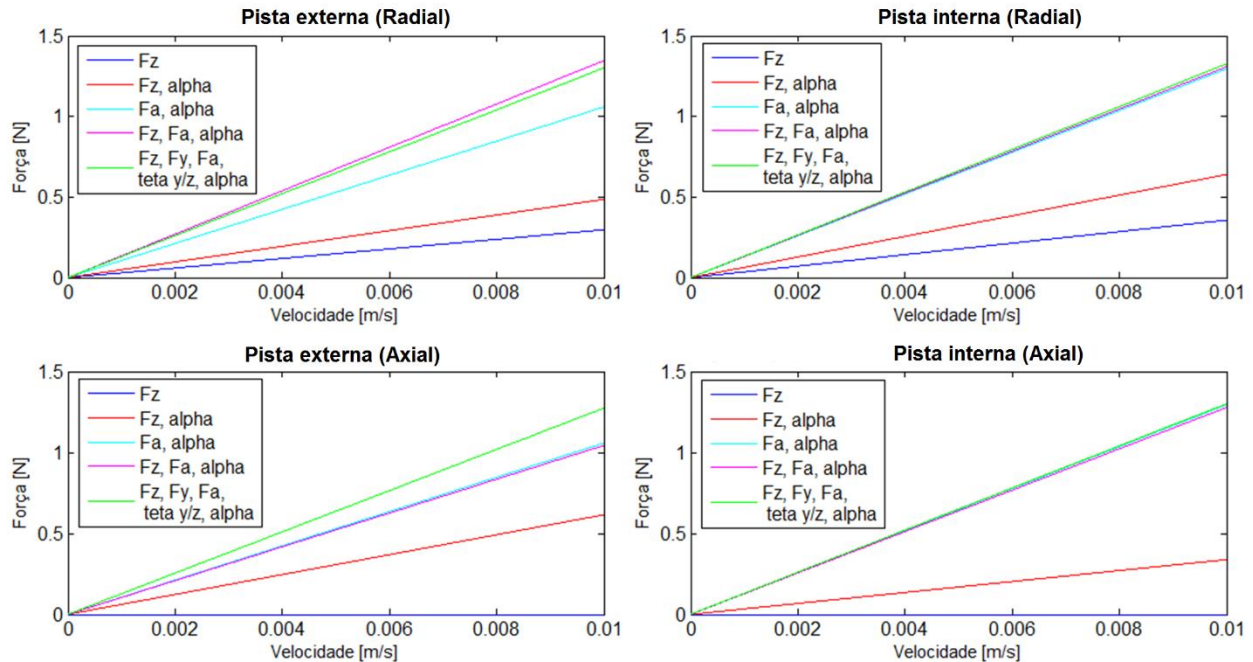 Pista externa (Radial)
1.5
1
0.5
0
Força [N]
Fz
Fz, alpha
Fa, alpha
Fz, Fa, alpha
Fz, Fy, Fa,
teta y/z, alpha
0 0.002 0.004 0.006 0.008 0.01
Velocidade [m/s]
Pista interna (Radial)
1.5
1
0.5
0
Força [N]
Fz
Fz, alpha
Fa, alpha
Fz, Fa, alpha
Fz, Fy, Fa,
teta y/z, alpha
0 0.002 0.004 0.006 0.008 0.01
Velocidade [m/s]
Pista externa (Axial)
1.5
1
0.5
0
Força [N]
Fz
Fz, alpha
Fa, alpha
Fz, Fa, alpha
Fz, Fy, Fa,
teta y/z, alpha
0 0.002 0.004 0.006 0.008 0.01
Velocidade [m/s]
Pista interna (Axial)
1.5
1
0.5
0
Força [N]
Fz
Fz, alpha
Fa, alpha
Fz, Fa, alpha
Fz, Fy, Fa,
teta y/z, alpha
0 0.002 0.004 0.006 0.008 0.01
Velocidade [m/s]